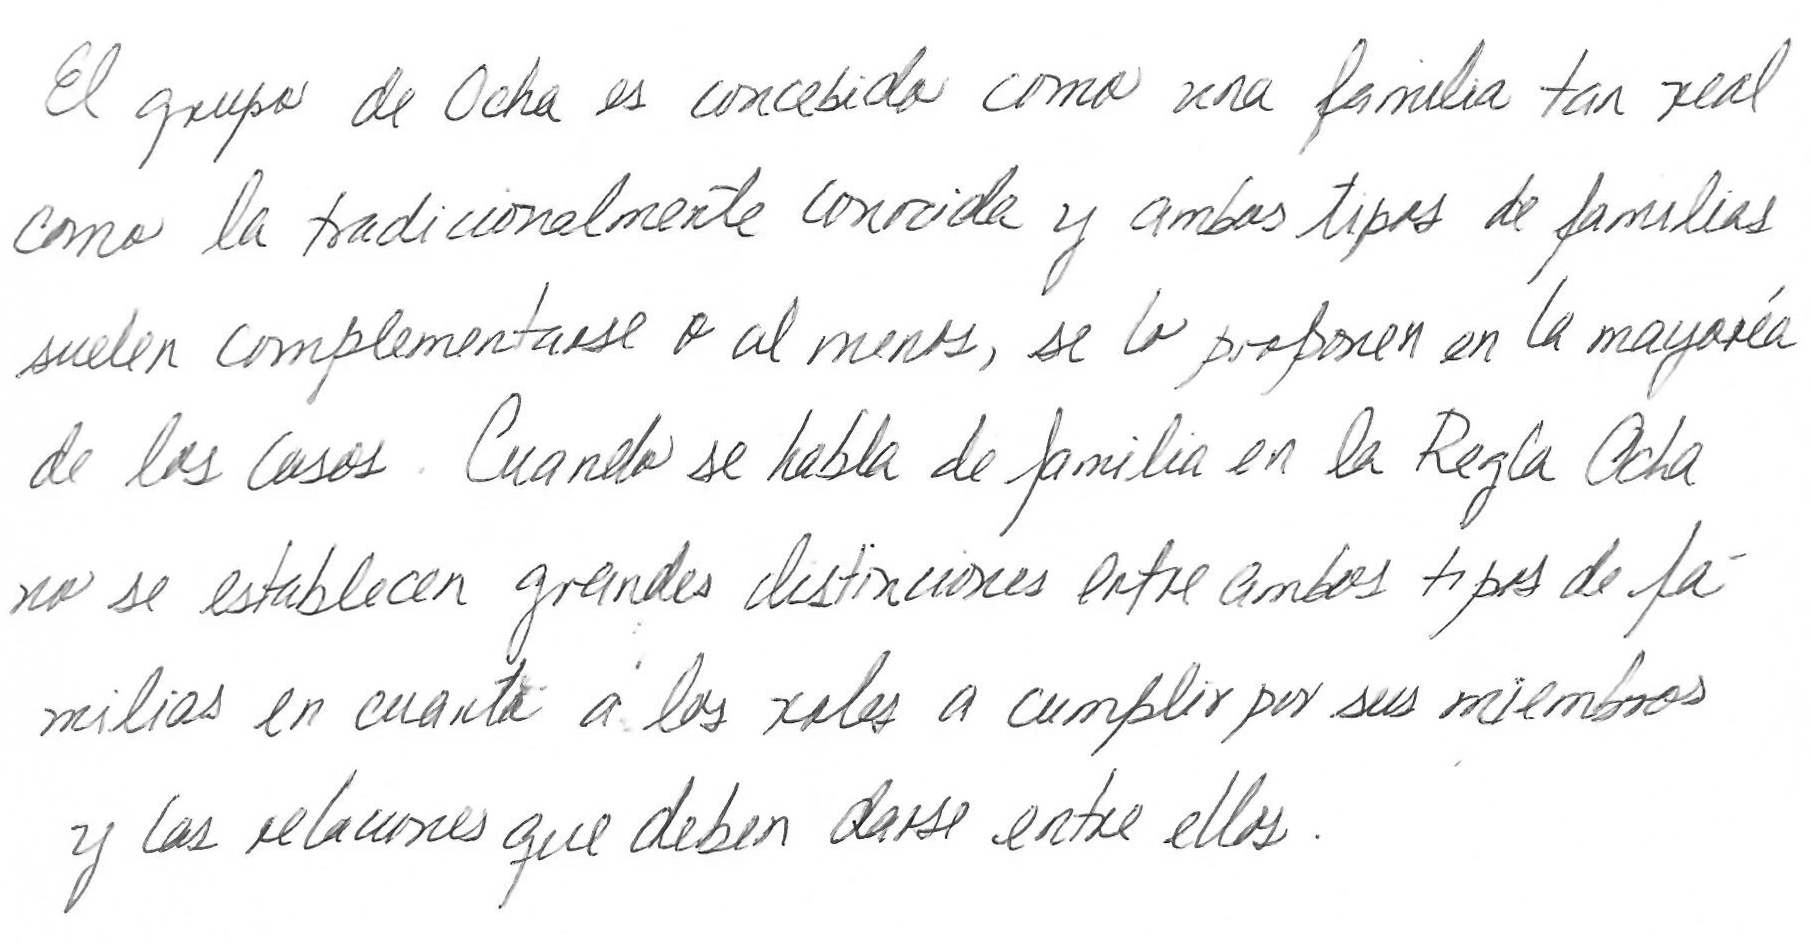 El grupo de Ocha es concebido como una familia tan real
como la tradicionalmente conocida y ambos tipos de familias
suelen complementarse o al menos, se lo proponen en la mayoría
de los casos. Cuando se habla de familia en la Regla Ocha
no se establecen grandes distinciones entre ambos tipos de fa-
milias en cuanto a los roles a cumplir por sus miembros
y las relaciones que deben darse entre ellos.